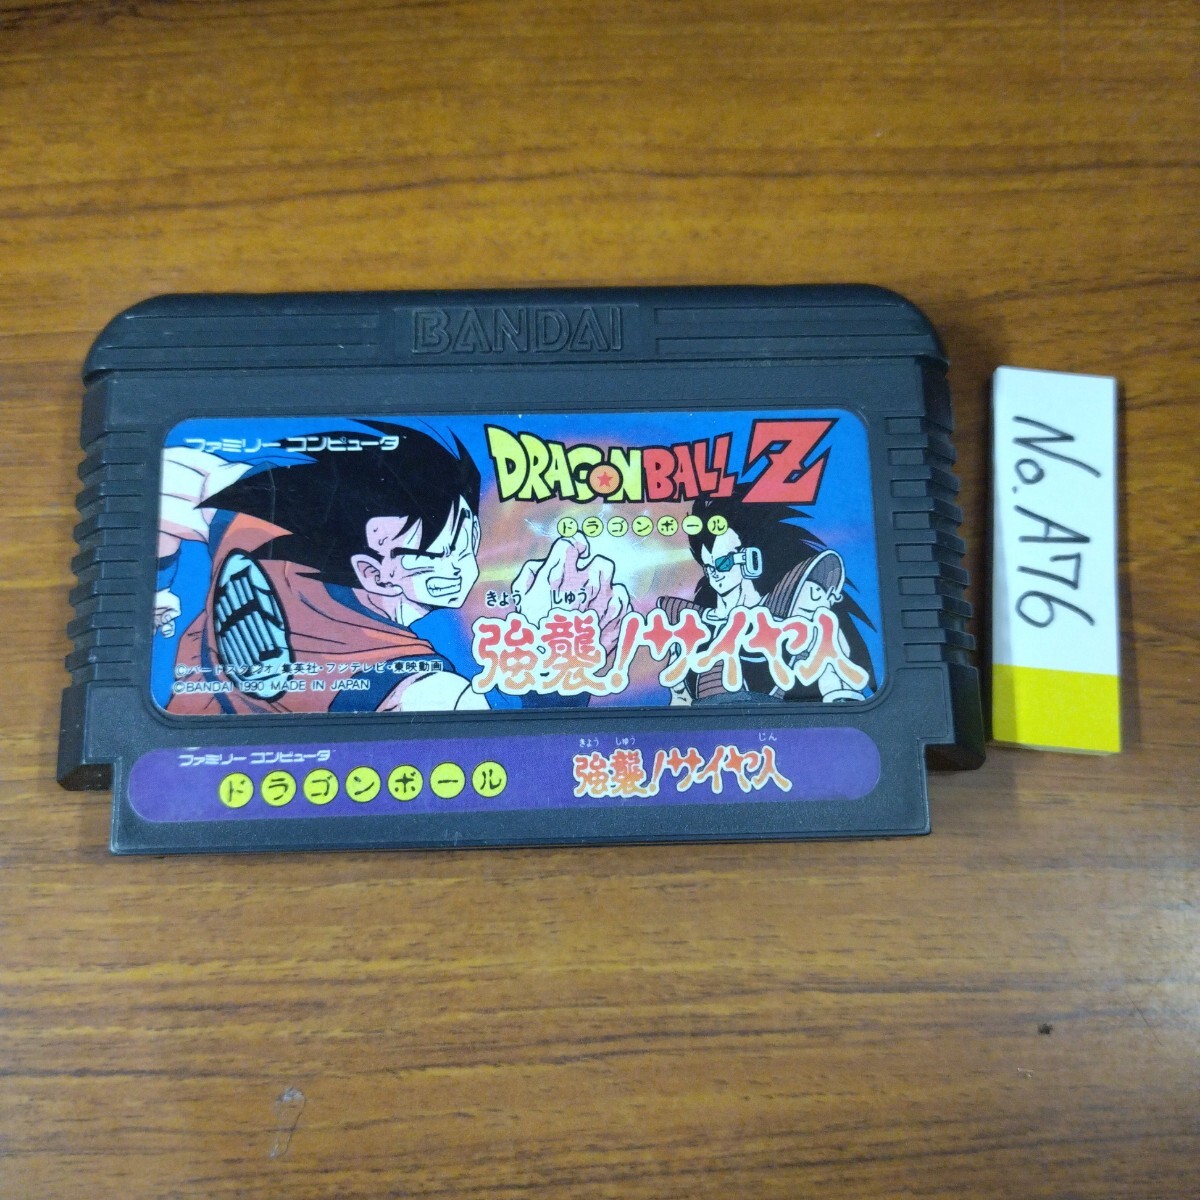 BANDAI
ファミリー コンピュータ
DRAGON BALL Z
ドラゴンボール
きょう しゅう じん
強襲!サイヤ人
©バードスタジオ/集英社・フジテレビ・東映動画
©BANDAI 1990 MADE IN JAPAN
ファミリー コンピュータ
ドラゴンボール
きょう しゅう じん
強襲!サイヤ人
No. A76